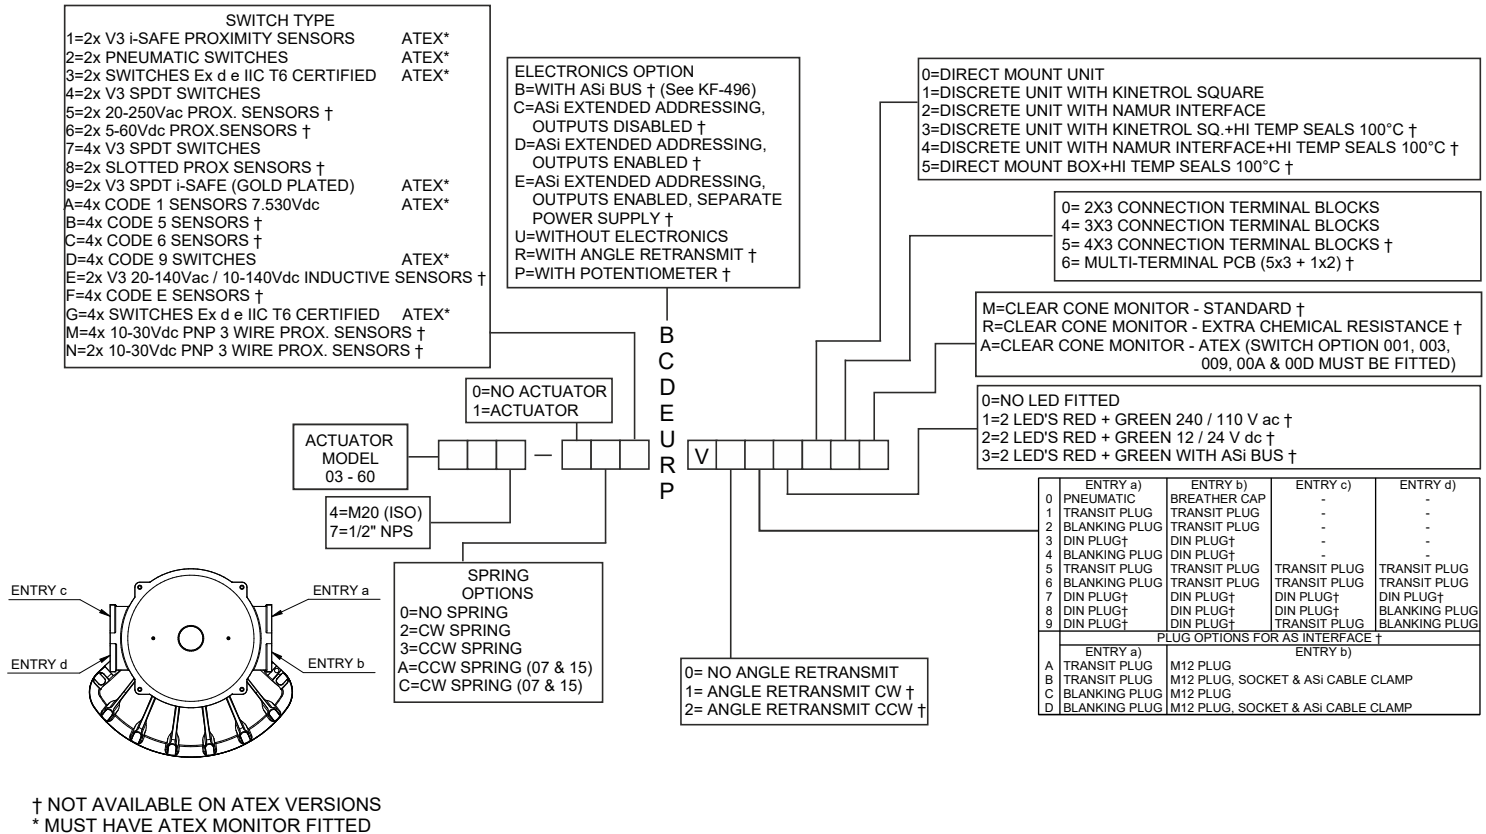 SWITCH TYPE
1=2x V3 i-SAFE PROXIMITY SENSORS ATEX*
2=2x PNEUMATIC SWITCHES ATEX*
3=2x SWITCHES Ex d e IIC T6 CERTIFIED ATEX*
4=2x V3 SPDT SWITCHES
5=2x 20-250Vac PROX. SENSORS †
6=2x 5-60Vdc PROX.SENSORS †
7=4x V3 SPDT SWITCHES
8=2x SLOTTED PROX SENSORS †
9=2x V3 SPDT i-SAFE (GOLD PLATED) ATEX*
A=4x CODE 1 SENSORS 7.530Vdc ATEX*
B=4x CODE 5 SENSORS †
C=4x CODE 6 SENSORS †
D=4x CODE 9 SWITCHES ATEX*
E=2x V3 20-140Vac / 10-140Vdc INDUCTIVE SENSORS †
F=4x CODE E SENSORS †
G=4x SWITCHES Ex d e IIC T6 CERTIFIED ATEX*
M=4x 10-30Vdc PNP 3 WIRE PROX. SENSORS †
N=2x 10-30Vdc PNP 3 WIRE PROX. SENSORS †
ELECTRONICS OPTION
B=WITH ASi BUS † (See KF-496)
C=ASi EXTENDED ADDRESSING,
OUTPUTS DISABLED †
D=ASi EXTENDED ADDRESSING,
OUTPUTS ENABLED †
E=ASi EXTENDED ADDRESSING,
OUTPUTS ENABLED, SEPARATE
POWER SUPPLY †
U=WITHOUT ELECTRONICS
R=WITH ANGLE RETRANSMIT †
P=WITH POTENTIOMETER †
0=DIRECT MOUNT UNIT
1=DISCRETE UNIT WITH KINETROL SQUARE
2=DISCRETE UNIT WITH NAMUR INTERFACE
3=DISCRETE UNIT WITH KINETROL SQ.+HI TEMP SEALS 100°C †
4=DISCRETE UNIT WITH NAMUR INTERFACE+HI TEMP SEALS 100°C †
5=DIRECT MOUNT BOX+HI TEMP SEALS 100°C †
0= 2X3 CONNECTION TERMINAL BLOCKS
4= 3X3 CONNECTION TERMINAL BLOCKS
5= 4X3 CONNECTION TERMINAL BLOCKS †
6= MULTI-TERMINAL PCB (5x3 + 1x2) †
M=CLEAR CONE MONITOR - STANDARD †
R=CLEAR CONE MONITOR - EXTRA CHEMICAL RESISTANCE †
A=CLEAR CONE MONITOR - ATEX (SWITCH OPTION 001, 003,
009, 00A & 00D MUST BE FITTED)
0=NO LED FITTED
1=2 LED'S RED + GREEN 240 / 110 V ac †
2=2 LED'S RED + GREEN 12 / 24 V dc †
3=2 LED'S RED + GREEN WITH ASi BUS †
B
C
D
E
U
R
P
0=NO ACTUATOR
1=ACTUATOR
ACTUATOR
MODEL
03 - 60
–
V
4=M20 (ISO)
7=1/2" NPS
SPRING
OPTIONS
0=NO SPRING
2=CW SPRING
3=CCW SPRING
A=CCW SPRING (07 & 15)
C=CW SPRING (07 & 15)
0= NO ANGLE RETRANSMIT
1= ANGLE RETRANSMIT CW †
2= ANGLE RETRANSMIT CCW †
ENTRY a) ENTRY b) ENTRY c) ENTRY d)
0 PNEUMATIC BREATHER CAP - -
1 TRANSIT PLUG TRANSIT PLUG - -
2 BLANKING PLUG TRANSIT PLUG - -
3 DIN PLUG† DIN PLUG† - -
4 BLANKING PLUG DIN PLUG† - -
5 TRANSIT PLUG TRANSIT PLUG TRANSIT PLUG TRANSIT PLUG
6 BLANKING PLUG TRANSIT PLUG TRANSIT PLUG TRANSIT PLUG
7 DIN PLUG† DIN PLUG† DIN PLUG† DIN PLUG†
8 DIN PLUG† DIN PLUG† DIN PLUG† BLANKING PLUG
9 DIN PLUG† DIN PLUG† TRANSIT PLUG BLANKING PLUG
PLUG OPTIONS FOR AS INTERFACE †
ENTRY a) ENTRY b)
A TRANSIT PLUG M12 PLUG
B TRANSIT PLUG M12 PLUG, SOCKET & ASi CABLE CLAMP
C BLANKING PLUG M12 PLUG
D BLANKING PLUG M12 PLUG, SOCKET & ASi CABLE CLAMP
ENTRY c
ENTRY a
ENTRY d
ENTRY b
† NOT AVAILABLE ON ATEX VERSIONS
* MUST HAVE ATEX MONITOR FITTED